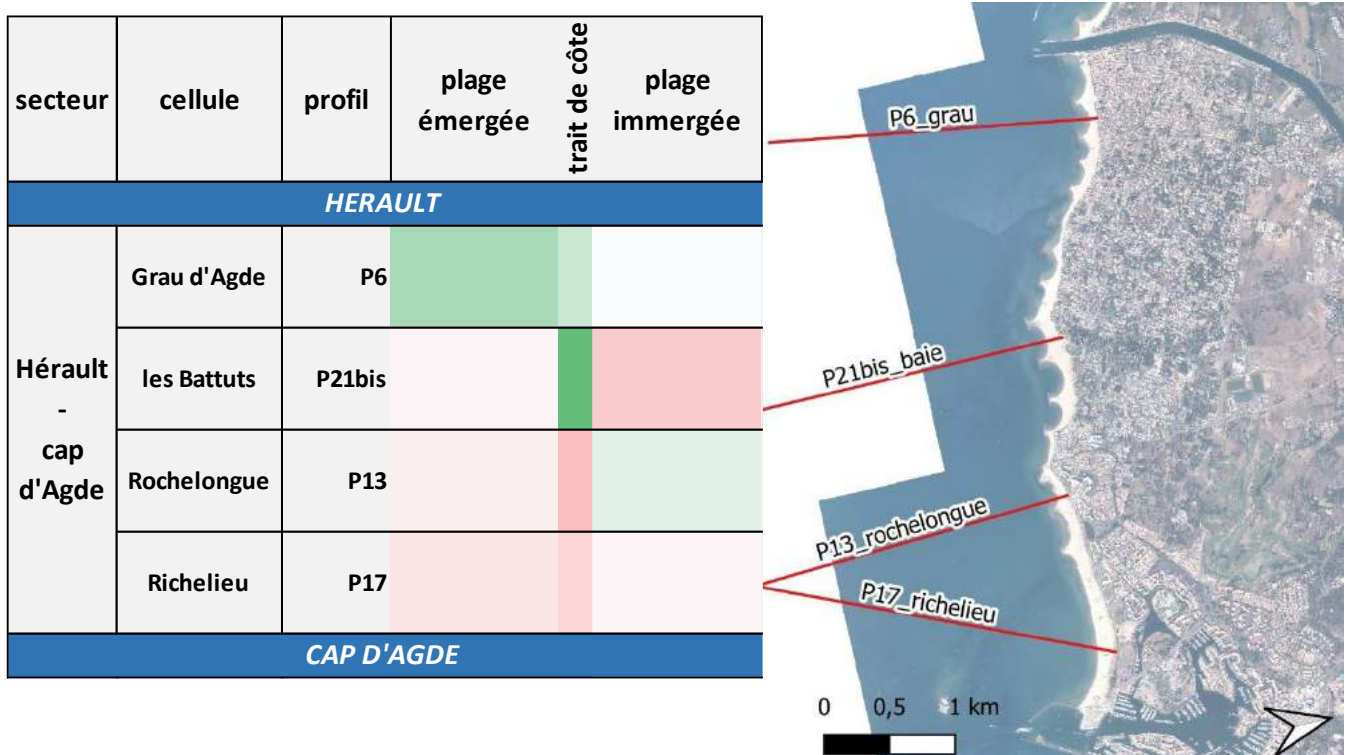 secteur
cellule
profil
plage
émergée
trait de côte
plage
immergée
HERAULT
Hérault
-
cap
d'Agde
Grau d'Agde
P6
les Battuts
P21bis
Rochelongue
P13
Richelieu
P17
CAP D'AGDE
P6_grau
P21bis_baie
P13_rochelongue
P17_richelieu
0 0,5 1 km